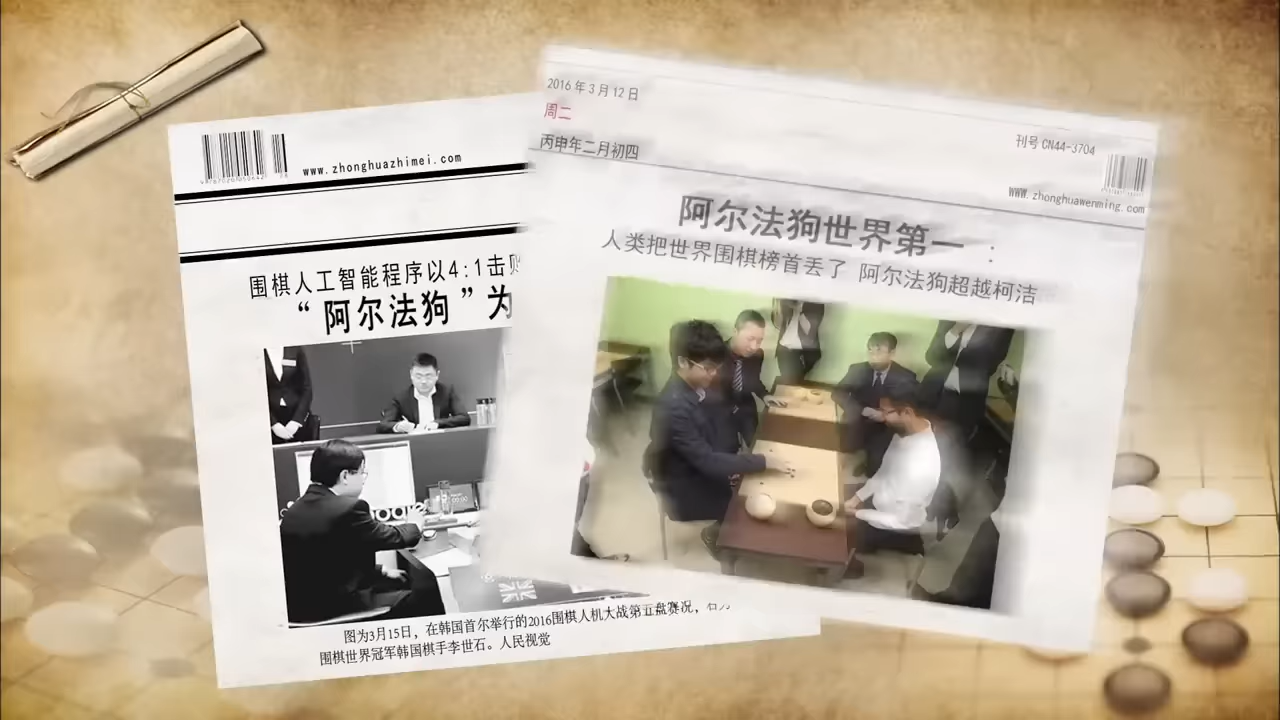 www.zhonghuazhimei.com
围棋人工智能程序以4:1击败
“阿尔法狗”为
图为3月15日，在韩国首尔举行的2016围棋人机大战第五盘赛况，右为
围棋世界冠军韩国棋手李世石。人民视觉
2016年3月12日
周二
丙申年二月初四
刊号CN44-3704
www.zhonghuawenming.com
阿尔法狗世界第一：
人类把世界围棋榜首丢了 阿尔法狗超越柯洁